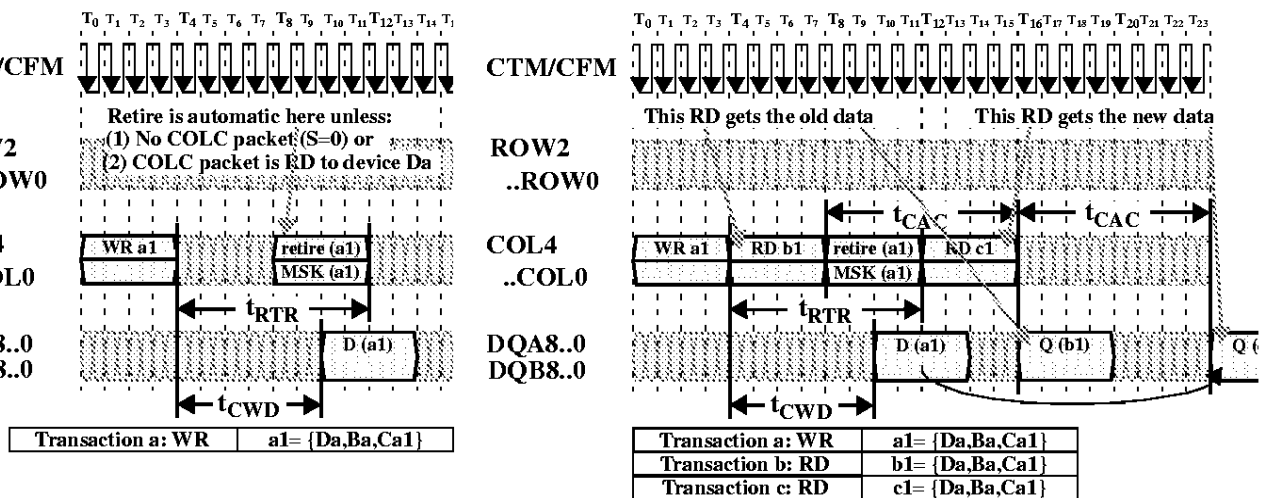 T0 T1 T2 T3 T4 T5 T6 T7 T8 T9 T10 T11 T12 T13 T14
/CFM
Retire is automatic here unless:
(1) No COLC packet (S=0) or
(2) COLC packet is RD to device Da
WR a1
retire (a1)
MSK (a1)
tRTR
8..0
8..0
D (a1)
tCWD
Transaction a: WR a1= {Da,Ba,Ca1}
T0 T1 T2 T3 T4 T5 T6 T7 T8 T9 T10 T11 T12 T13 T14 T15 T16 T17 T18 T19 T20 T21 T22 T23
CTM/CFM
This RD gets the old data This RD gets the new data
ROW2
..ROW0
tCAC tCAC
COL4
..COL0
WR a1 RD b1 retire (a1) RD c1
MSK (a1)
tRTR
DQA8..0
DQB8..0
D (a1) Q (b1)
tCWD
Transaction a: WR a1= {Da,Ba,Ca1}
Transaction b: RD b1= {Da,Ba,Ca1}
Transaction c: RD c1= {Da,Ba,Ca1}